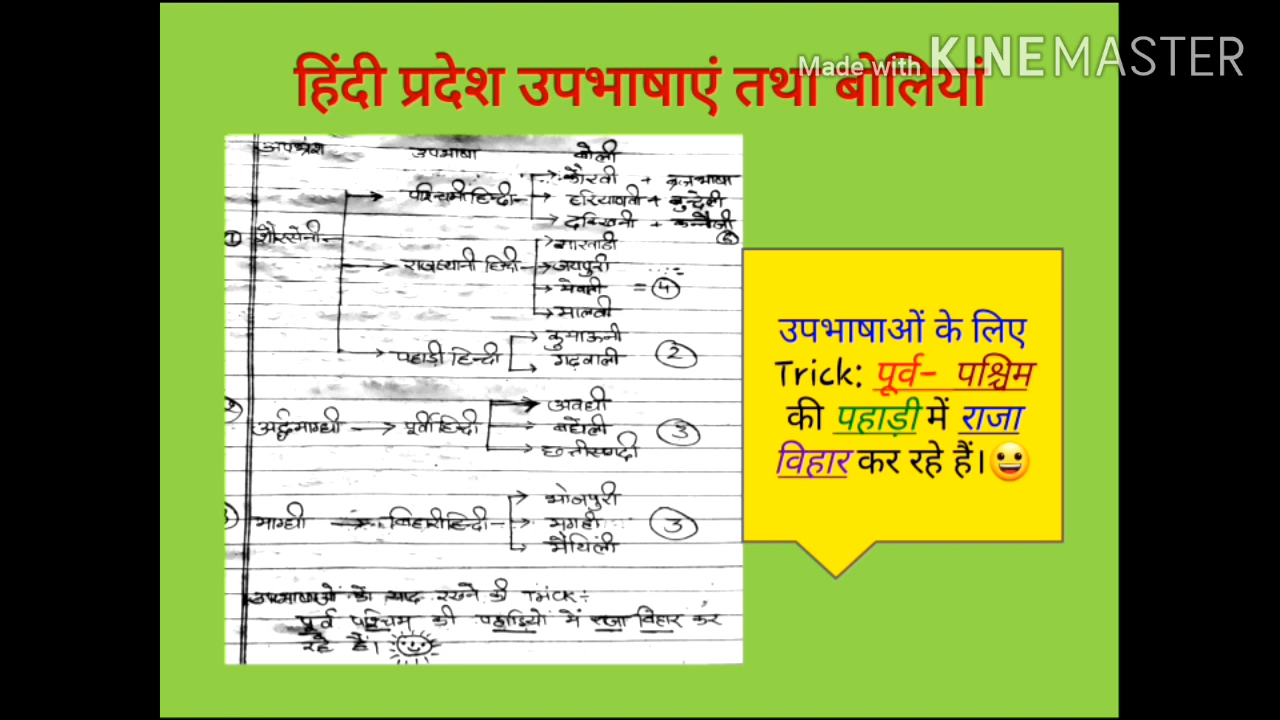 हिंदी प्रदेश उपभाषाएं तथा बोलियां
Made with KINEMASTER
अपभ्रंश उपभाषा बोली
पश्चिमी हिन्दी → कौरवी + ब्रजभाषा
→ हरियाणवी + बुन्देली
→ दक्खिनी + कन्नौजी
① शौरसेनी
मारवाडी
→ राजस्थानी हिन्दी → जयपुरी
→ मेवाती = ④
→ मालवी
→ कुमाऊनी
→ पहाड़ी हिन्दी → गढ़वाली ②
→ अवधी
अर्द्धमागधी → पूर्वी हिन्दी → बघेली ③
→ छत्तीसगढी
→ भोजपुरी
मागधी → बिहारी हिन्दी → मगही ③
→ मैथिली
उपभाषाओं को याद रखने की Trick :-
पूर्व पश्चिम की पहाडियों में राजा विहार कर
रहे हैं।
उपभाषाओं के लिए
Trick: पूर्व- पश्चिम
की पहाड़ी में राजा
विहार कर रहे हैं।😀